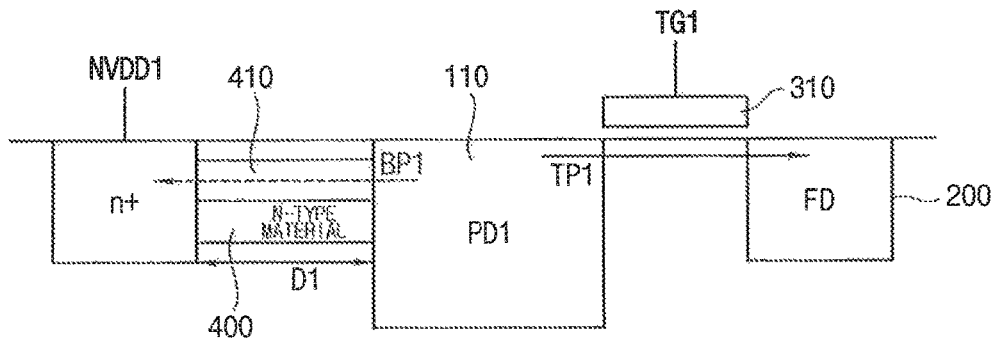 TG1
NVDD1
410
110
310
BP1
TP1
n+
N-TYPE
MATERIAL
PD1
FD
200
D1
400